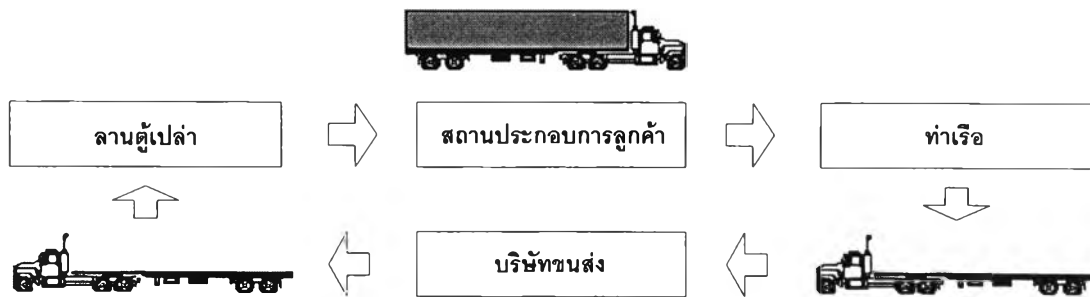 ลานตู้เปล่า
สถานประกอบการลูกค้า
ท่าเรือ
บริษัทขนส่ง